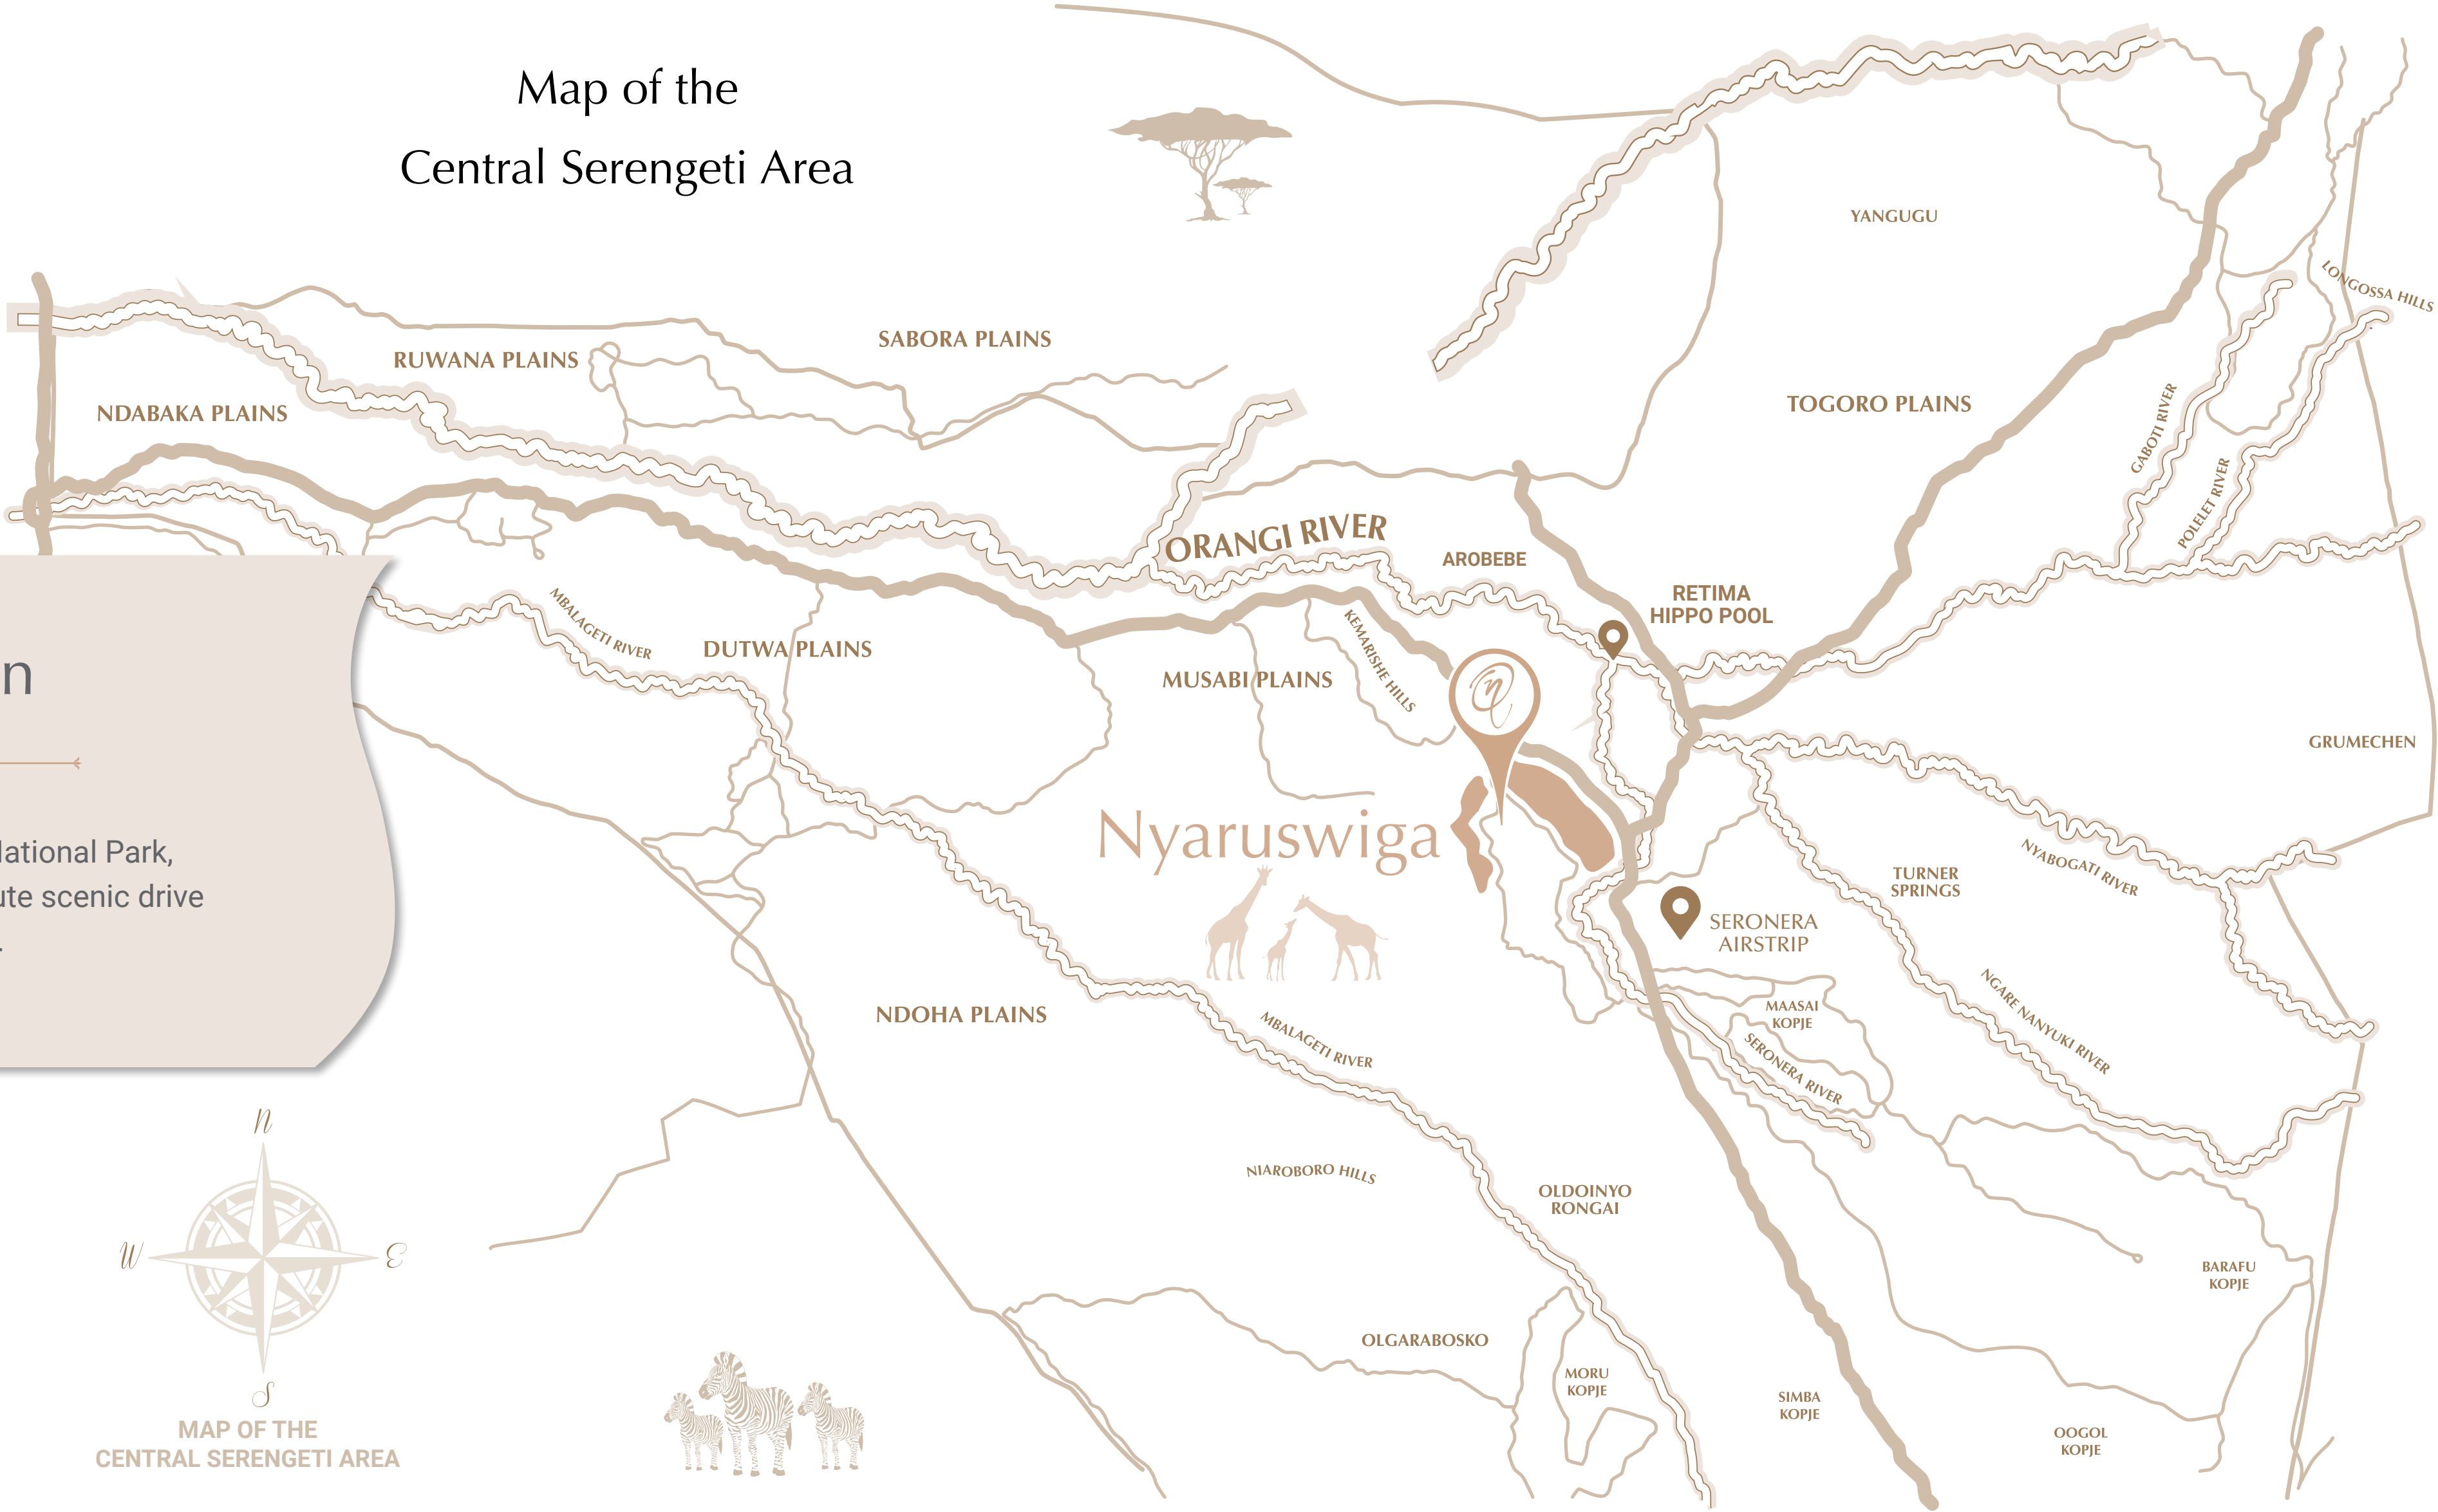 Map of the
Central Serengeti Area
YANGUGU
LONGOSSA HILLS
SABORA PLAINS
RUWANA PLAINS
NDABAKA PLAINS
TOGORO PLAINS
GABOTI RIVER
POLELET RIVER
ORANGI RIVER
AROBEBE
RETIMA
HIPPO POOL
MBALAGETI RIVER
DUTWA PLAINS
MUSABI PLAINS
KEMARISHE HILLS
n
GRUMECHEN
Nyaruswiga
National Park,
ute scenic drive
.
TURNER
SPRINGS
NYABOGATI RIVER
SERONERA
AIRSTRIP
NDOHA PLAINS
MBALAGETI RIVER
MAASAI
KOPJE
SERONERA RIVER
NGARE NANYUKI RIVER
N
W
E
S
NIAROBORO HILLS
OLDOINYO
RONGAI
BARAFU
KOPJE
OLGARABOSKO
MORU
KOPJE
SIMBA
KOPJE
OOGOL
KOPJE
MAP OF THE
CENTRAL SERENGETI AREA